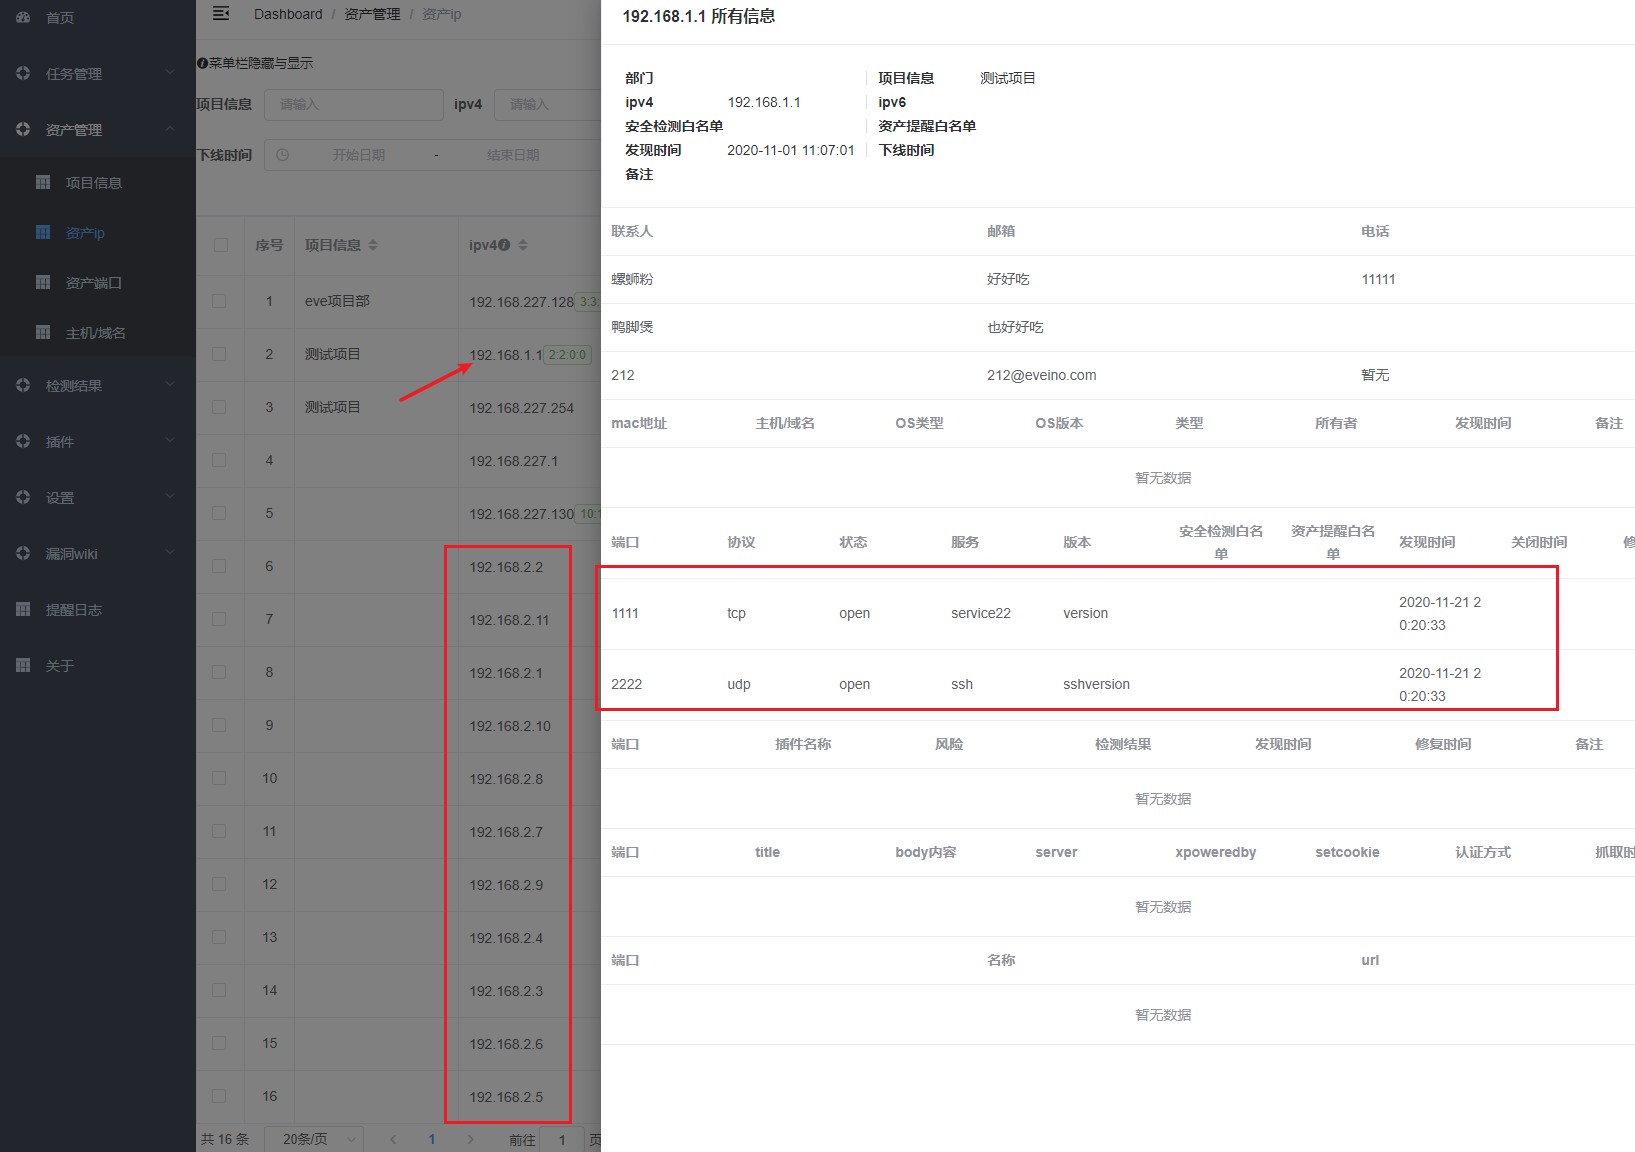 首页
任务管理
资产管理
项目信息
资产ip
资产端口
主机/域名
检测结果
插件
设置
漏洞wiki
提醒日志
关于
Dashboard / 资产管理 / 资产ip
菜单栏隐藏与显示
项目信息 请输入 ipv4 请输入
下线时间 开始日期 - 结束日期
序号 项目信息 ipv4
1 eve项目部 192.168.227.128 3:3:
2 测试项目 192.168.1.1 2:2:0:0
3 测试项目 192.168.227.254
4 192.168.227.1
5 192.168.227.130 10:1
6 192.168.2.2
7 192.168.2.11
8 192.168.2.1
9 192.168.2.10
10 192.168.2.8
11 192.168.2.7
12 192.168.2.9
13 192.168.2.4
14 192.168.2.3
15 192.168.2.6
16 192.168.2.5
共 16 条 20条/页 1 前往 1 页
192.168.1.1 所有信息
部门 项目信息 测试项目
ipv4 192.168.1.1 ipv6
安全检测白名单 资产提醒白名单
发现时间 2020-11-01 11:07:01 下线时间
备注
联系人 邮箱 电话
螺蛳粉 好好吃 11111
鸭脚煲 也好好吃
212 212@eveino.com 暂无
mac地址 主机/域名 OS类型 OS版本 类型 所有者 发现时间 备注
暂无数据
端口 协议 状态 服务 版本 安全检测白名单 资产提醒白名单 发现时间 关闭时间 修
1111 tcp open service22 version 2020-11-21 2
0:20:33
2222 udp open ssh sshversion 2020-11-21 2
0:20:33
端口 插件名称 风险 检测结果 发现时间 修复时间 备注
暂无数据
端口 title body内容 server xpoweredby setcookie 认证方式 抓取时
暂无数据
端口 名称 url
暂无数据